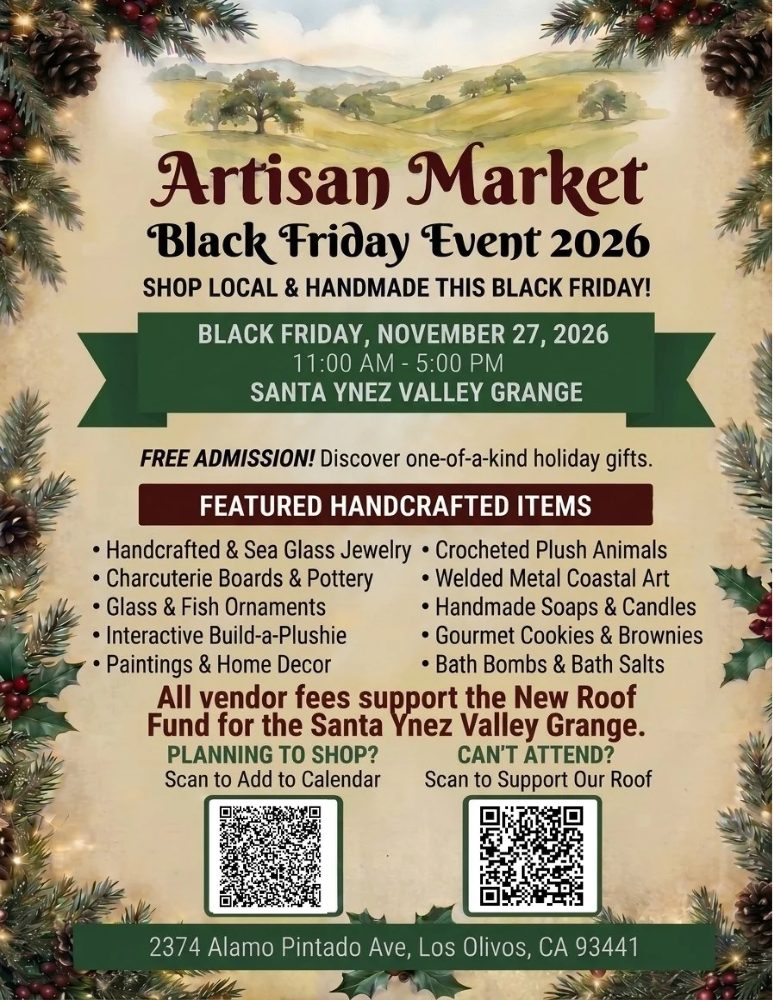 Artisan Market
Black Friday Event 2026
SHOP LOCAL & HANDMADE THIS BLACK FRIDAY!
BLACK FRIDAY, NOVEMBER 27, 2026
11:00 AM - 5:00 PM
SANTA YNEZ VALLEY GRANGE
FREE ADMISSION! Discover one-of-a-kind holiday gifts.
FEATURED HANDCRAFTED ITEMS
• Handcrafted & Sea Glass Jewelry
• Charcuterie Boards & Pottery
• Glass & Fish Ornaments
• Interactive Build-a-Plushie
• Paintings & Home Decor
• Crocheted Plush Animals
• Welded Metal Coastal Art
• Handmade Soaps & Candles
• Gourmet Cookies & Brownies
• Bath Bombs & Bath Salts
All vendor fees support the New Roof
Fund for the Santa Ynez Valley Grange.
PLANNING TO SHOP?
Scan to Add to Calendar
CAN'T ATTEND?
Scan to Support Our Roof
2374 Alamo Pintado Ave, Los Olivos, CA 93441